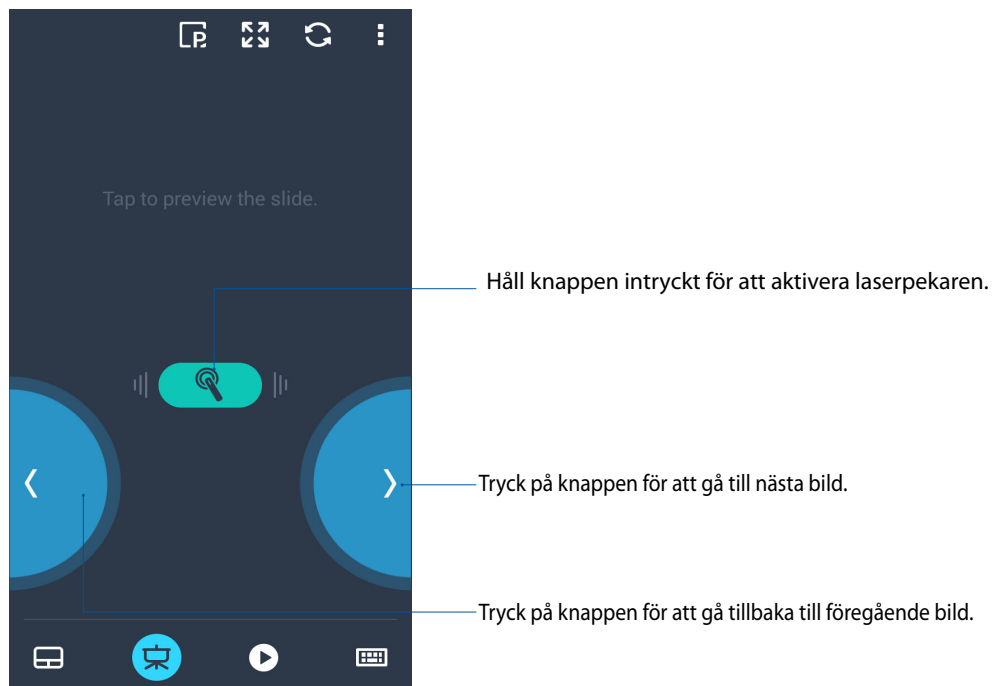 P
Tap to preview the slide.
Håll knappen intryckt för att aktivera laserpekaren.
Tryck på knappen för att gå till nästa bild.
Tryck på knappen för att gå tillbaka till föregående bild.